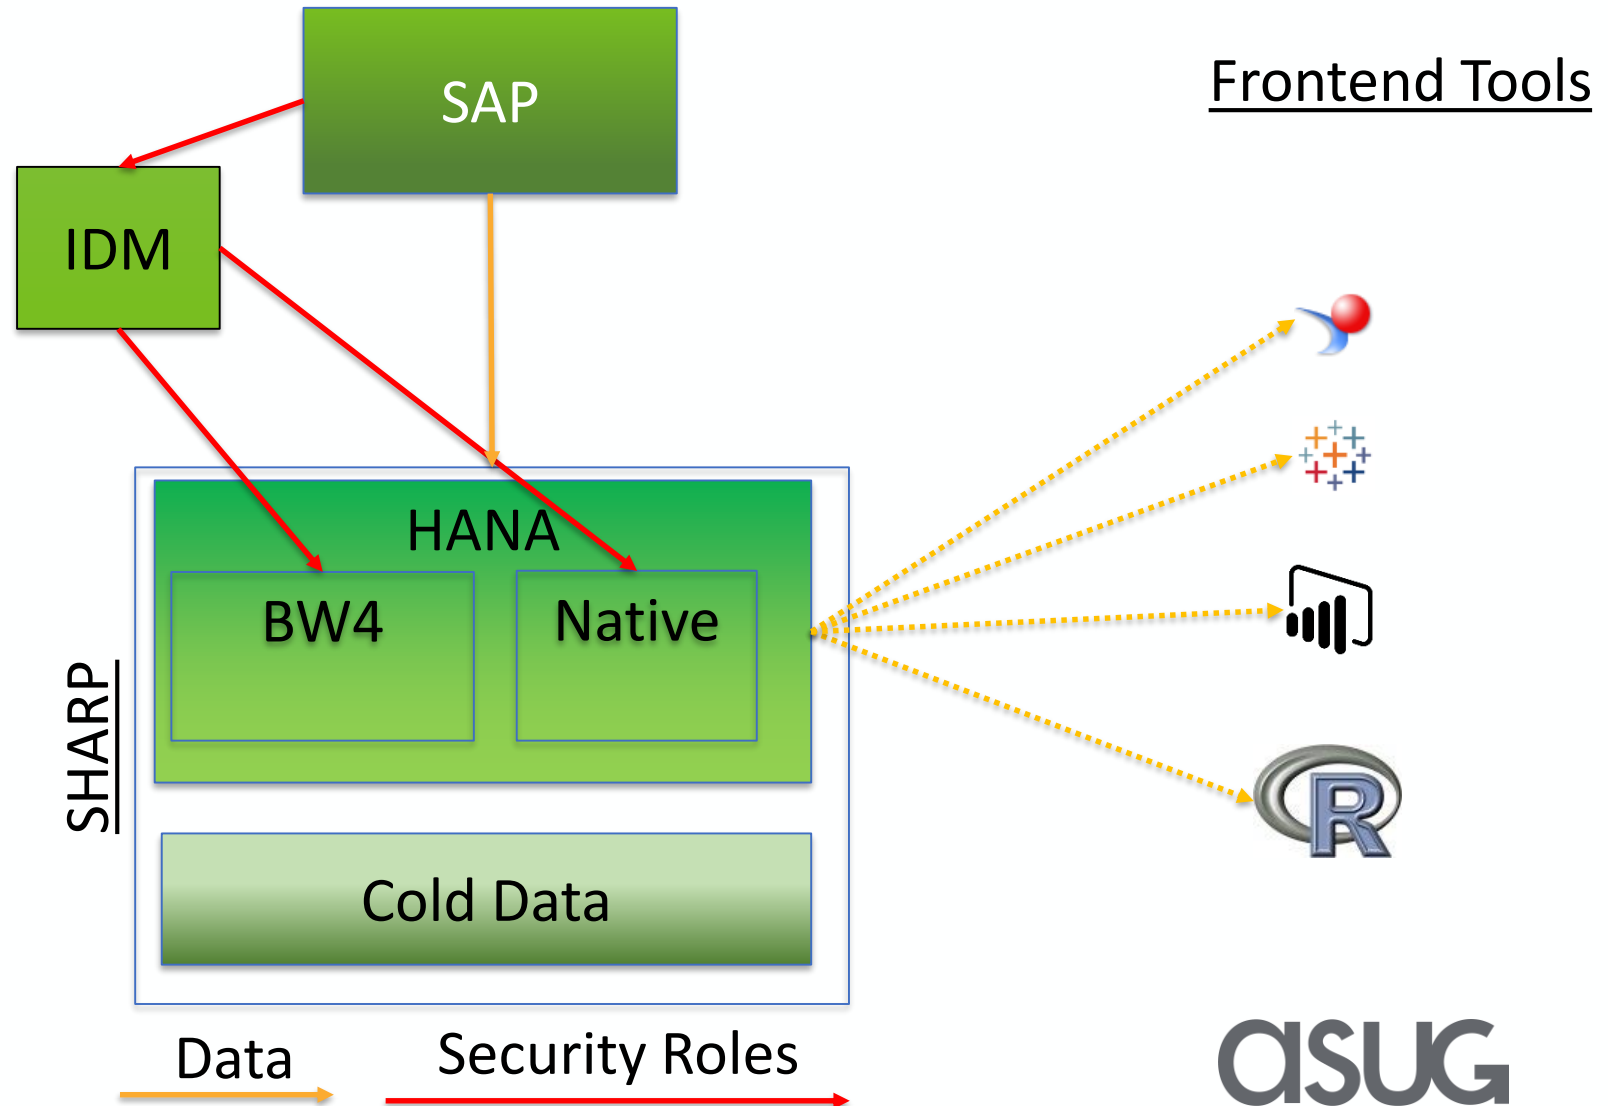 SAP
Frontend Tools
IDM
HANA
BW4
Native
SHARP
R
Cold Data
Data
Security Roles
asug